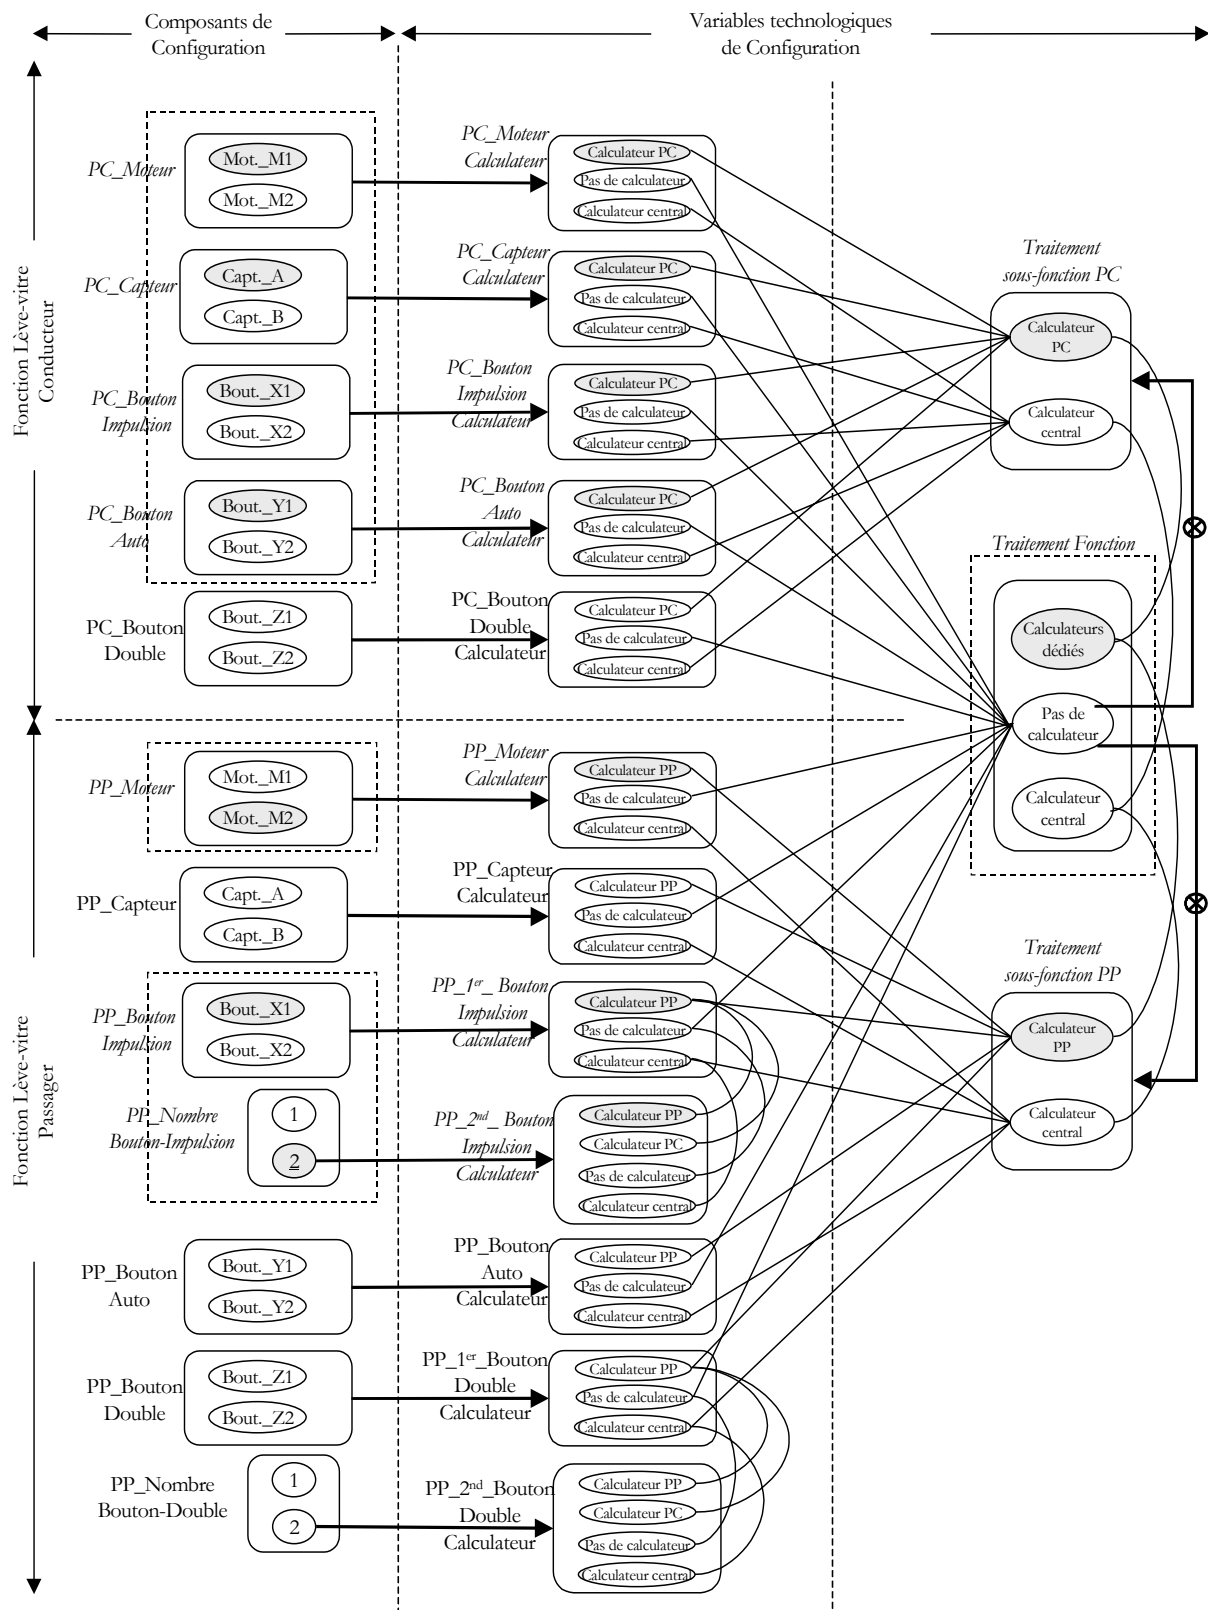 Composants de
Configuration
Variables technologiques
de Configuration
Fonction Lève-vitre
Conducteur
PC_Moteur
Mot._M1
Mot._M2
PC_Moteur
Calculateur
Calculateur PC
Pas de calculateur
Calculateur central
PC_Capteur
Capt._A
Capt._B
PC_Capteur
Calculateur
Calculateur PC
Pas de calculateur
Calculateur central
PC_Bouton
Impulsion
Bout._X1
Bout._X2
PC_Bouton
Impulsion
Calculateur
Calculateur PC
Pas de calculateur
Calculateur central
PC_Bouton
Auto
Bout._Y1
Bout._Y2
PC_Bouton
Auto
Calculateur
Calculateur PC
Pas de calculateur
Calculateur central
PC_Bouton
Double
Bout._Z1
Bout._Z2
PC_Bouton
Double
Calculateur
Calculateur PC
Pas de calculateur
Calculateur central
Traitement
sous-fonction PC
Calculateur
PC
Calculateur
central
Traitement Fonction
Calculateurs
dédiés
Pas de
calculateur
Calculateur
central
Fonction Lève-vitre
Passager
PP_Moteur
Mot._M1
Mot._M2
PP_Moteur
Calculateur
Calculateur PP
Pas de calculateur
Calculateur central
PP_Capteur
Capt._A
Capt._B
PP_Capteur
Calculateur
Calculateur PP
Pas de calculateur
Calculateur central
PP_Bouton
Impulsion
Bout._X1
Bout._X2
PP_1er_ Bouton
Impulsion
Calculateur
Calculateur PP
Pas de calculateur
Calculateur central
PP_Nombre
Bouton-Impulsion
1
2
PP_2nd_ Bouton
Impulsion
Calculateur
Calculateur PP
Calculateur PC
Pas de calculateur
Calculateur central
PP_Bouton
Auto
Bout._Y1
Bout._Y2
PP_Bouton
Auto
Calculateur
Calculateur PP
Pas de calculateur
Calculateur central
PP_Bouton
Double
Bout._Z1
Bout._Z2
PP_1er_Bouton
Double
Calculateur
Calculateur PP
Pas de calculateur
Calculateur central
PP_Nombre
Bouton-Double
1
2
PP_2nd_Bouton
Double
Calculateur
Calculateur PP
Calculateur PC
Pas de calculateur
Calculateur central
Traitement
sous-fonction PP
Calculateur
PP
Calculateur
central